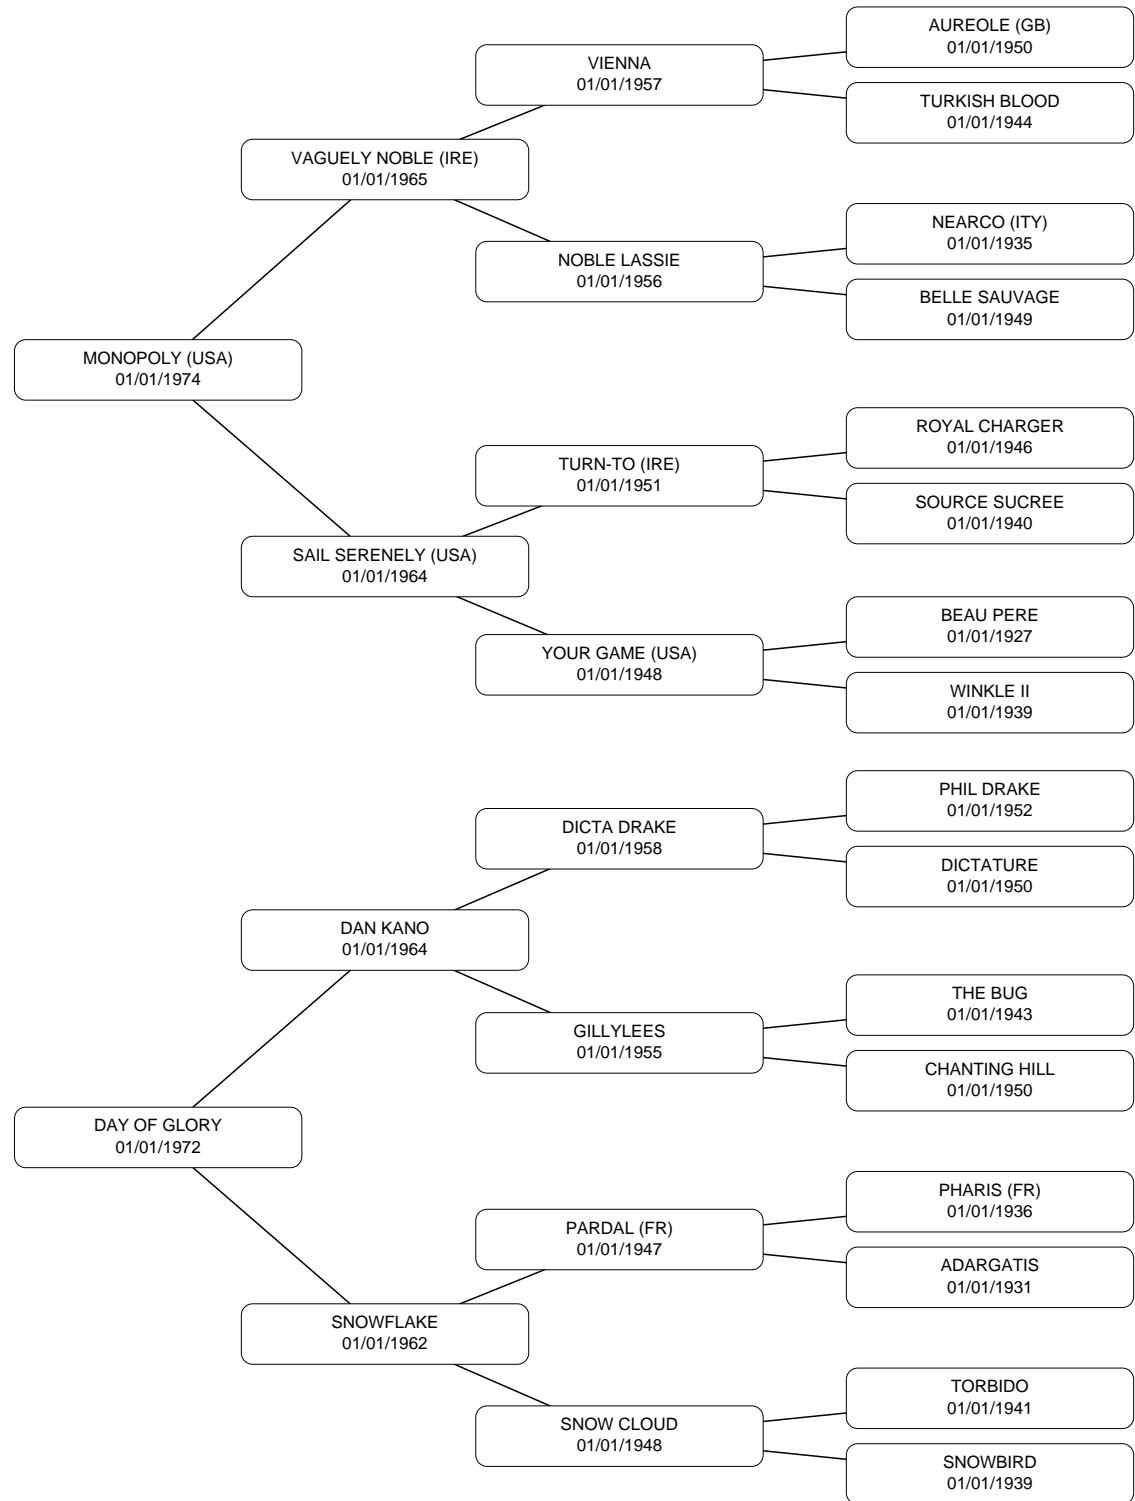 AUREOLE (GB)
01/01/1950
VIENNA
01/01/1957
TURKISH BLOOD
01/01/1944
VAGUELY NOBLE (IRE)
01/01/1965
NEARCO (ITY)
01/01/1935
NOBLE LASSIE
01/01/1956
BELLE SAUVAGE
01/01/1949
MONOPOLY (USA)
01/01/1974
ROYAL CHARGER
01/01/1946
TURN-TO (IRE)
01/01/1951
SOURCE SUCREE
01/01/1940
SAIL SERENELY (USA)
01/01/1964
BEAU PERE
01/01/1927
YOUR GAME (USA)
01/01/1948
WINKLE II
01/01/1939
PHIL DRAKE
01/01/1952
DICTA DRAKE
01/01/1958
DICTATURE
01/01/1950
DAN KANO
01/01/1964
THE BUG
01/01/1943
GILLYLEES
01/01/1955
CHANTING HILL
01/01/1950
DAY OF GLORY
01/01/1972
PHARIS (FR)
01/01/1936
PARDAL (FR)
01/01/1947
ADARGATIS
01/01/1931
SNOWFLAKE
01/01/1962
TORBIDO
01/01/1941
SNOW CLOUD
01/01/1948
SNOWBIRD
01/01/1939